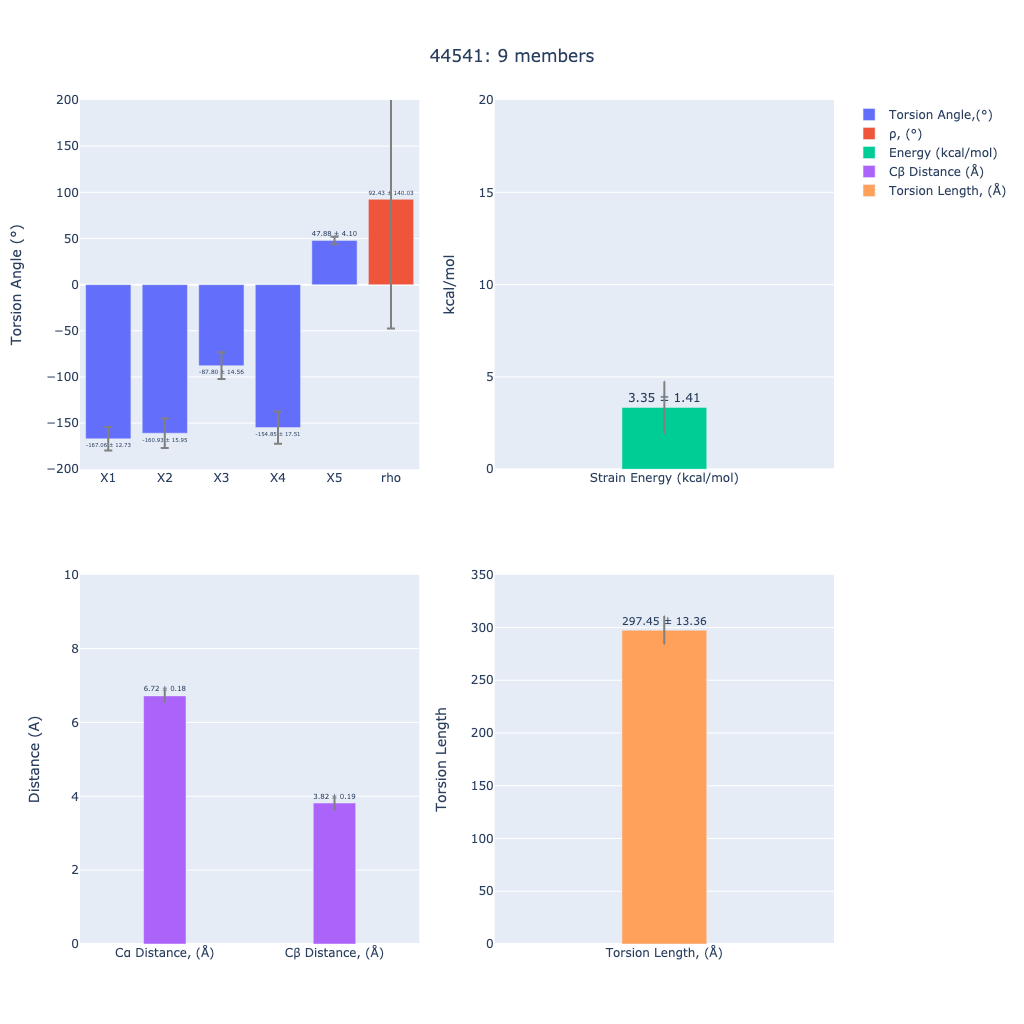 44541: 9 members
Torsion Angle (°)
200
150
100
50
0
−50
−100
−150
−200
-167.06 ± 12.73
-160.93 ± 15.95
-87.80 ± 14.56
-154.85 ± 17.51
47.88 ± 4.10
92.43 ± 140.03
X1 X2 X3 X4 X5 rho
kcal/mol
20
15
10
5
0
3.35 ± 1.41
Strain Energy (kcal/mol)
Torsion Angle,(°)
ρ, (°)
Energy (kcal/mol)
Cβ Distance (Å)
Torsion Length, (Å)
Distance (A)
10
8
6
4
2
0
6.72 ± 0.18
3.82 ± 0.19
Cα Distance, (Å) Cβ Distance, (Å)
Torsion Length
350
300
250
200
150
100
50
0
297.45 ± 13.36
Torsion Length, (Å)